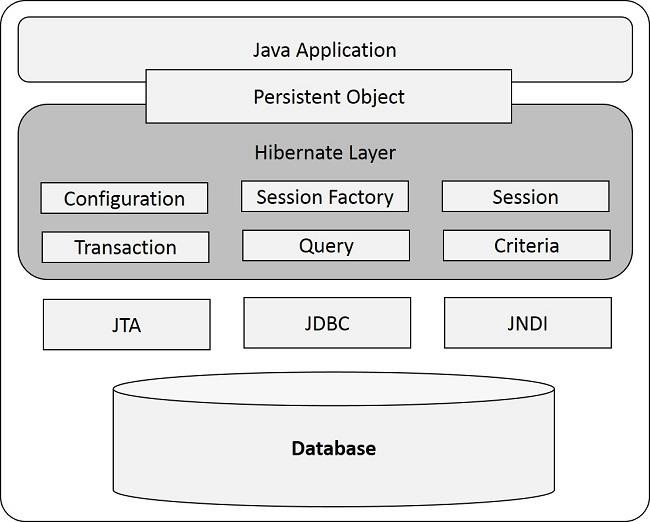 Java Application
Persistent Object
Hibernate Layer
Configuration
Session Factory
Session
Transaction
Query
Criteria
JTA
JDBC
JNDI
Database